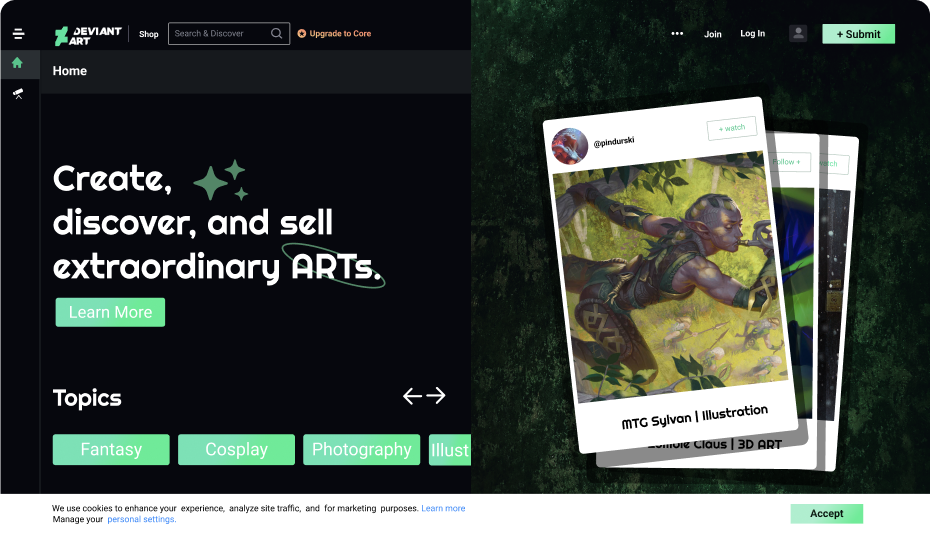 DEVIANT
ART
Shop
Search & Discover
Upgrade to Core
Join
Log In
+ Submit
Home
Create,
discover, and sell
extraordinary ARTs.
Learn More
Topics
Fantasy
Cosplay
Photography
Illust
@pindurski
+ watch
Follow +
watch
MTG Sylvan | Illustration
Zombie Claus | 3D ART
We use cookies to enhance your experience, analyze site traffic, and for marketing purposes. Learn more
Manage your personal settings.
Accept